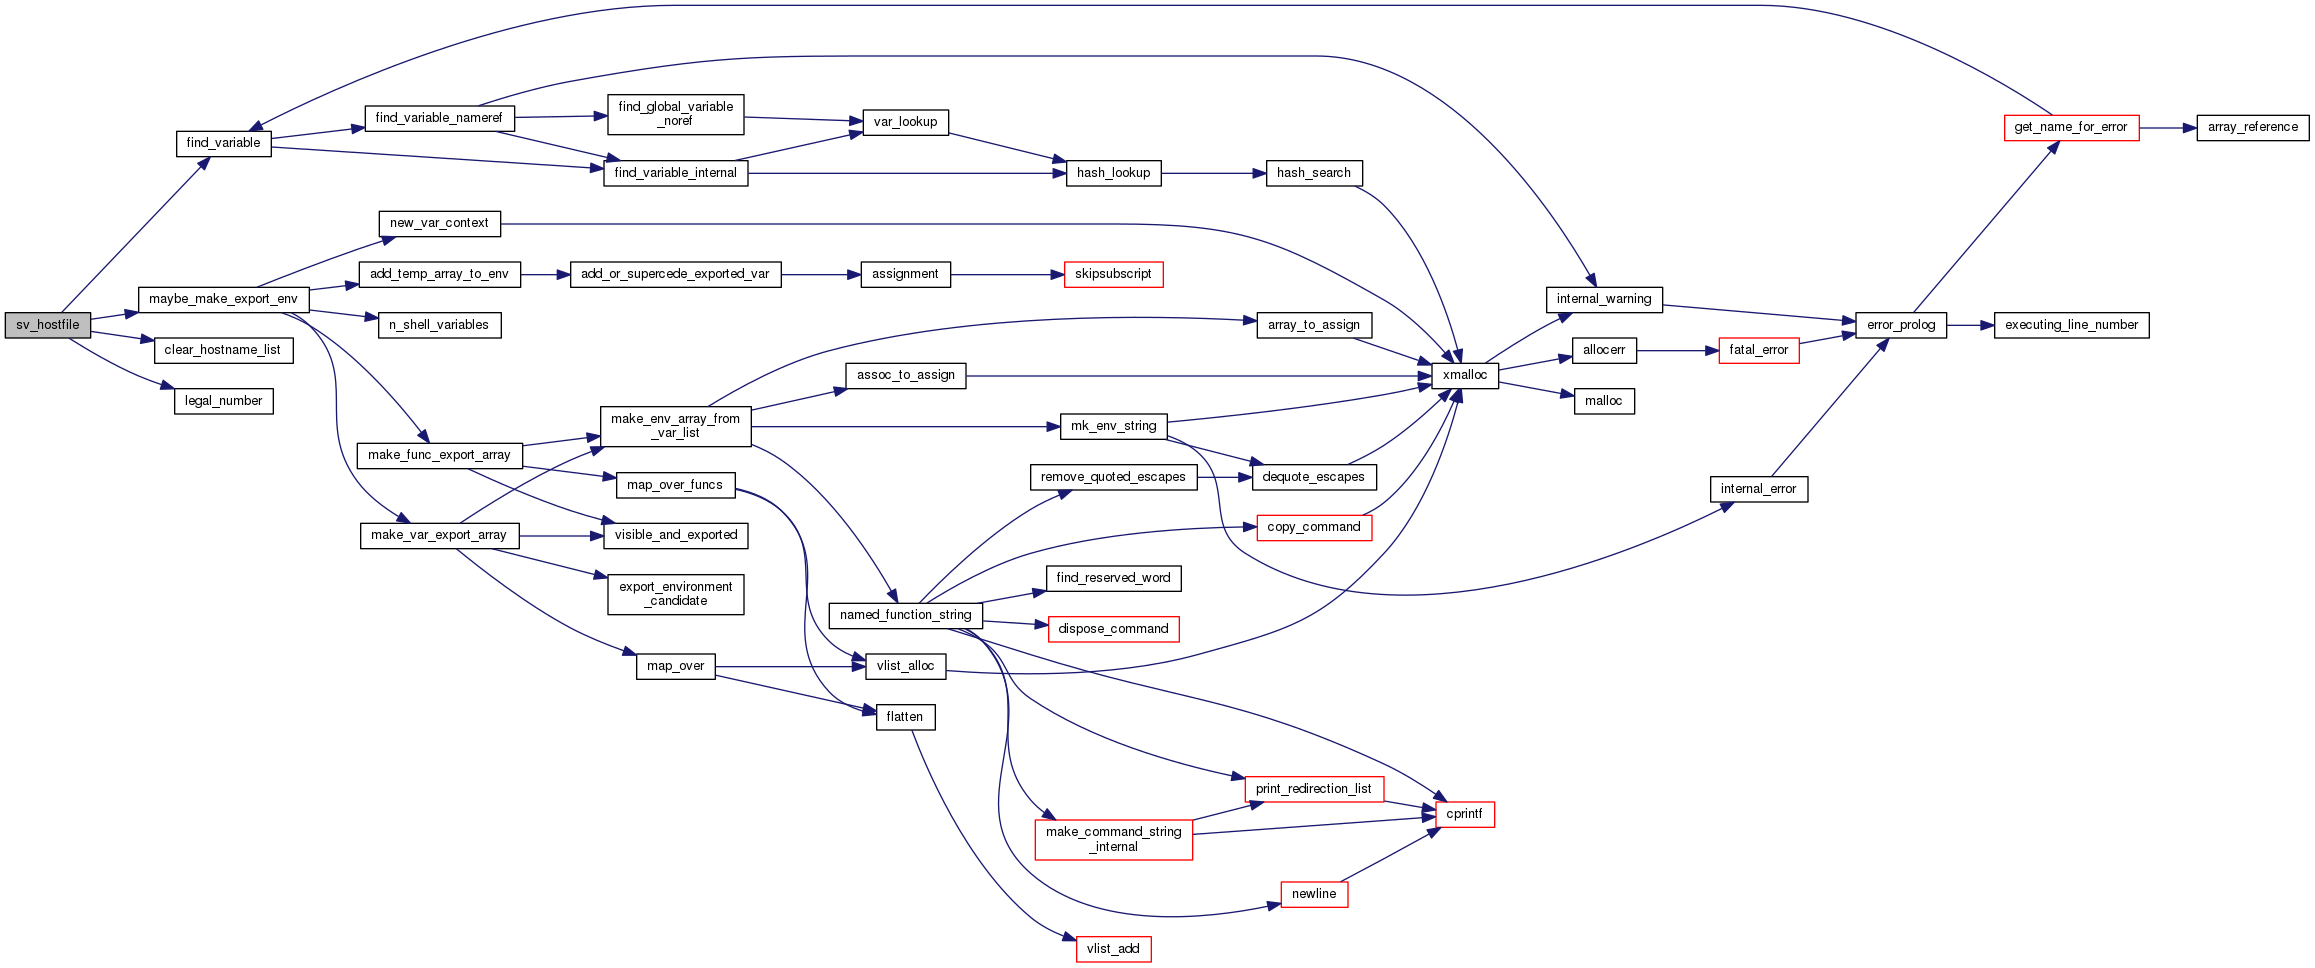 sv_hostfile
find_variable
maybe_make_export_env
clear_hostname_list
legal_number
find_variable_nameref
new_var_context
add_temp_array_to_env
n_shell_variables
make_func_export_array
make_var_export_array
find_global_variable
_noref
find_variable_internal
add_or_supercede_exported_var
make_env_array_from
_var_list
map_over_funcs
visible_and_exported
export_environment
_candidate
map_over
var_lookup
assignment
assoc_to_assign
named_function_string
vlist_alloc
flatten
hash_lookup
skipsubscript
mk_env_string
remove_quoted_escapes
find_reserved_word
dispose_command
make_command_string
_internal
vlist_add
hash_search
array_to_assign
dequote_escapes
copy_command
print_redirection_list
newline
xmalloc
cprintf
internal_warning
allocerr
malloc
fatal_error
internal_error
error_prolog
get_name_for_error
executing_line_number
array_reference